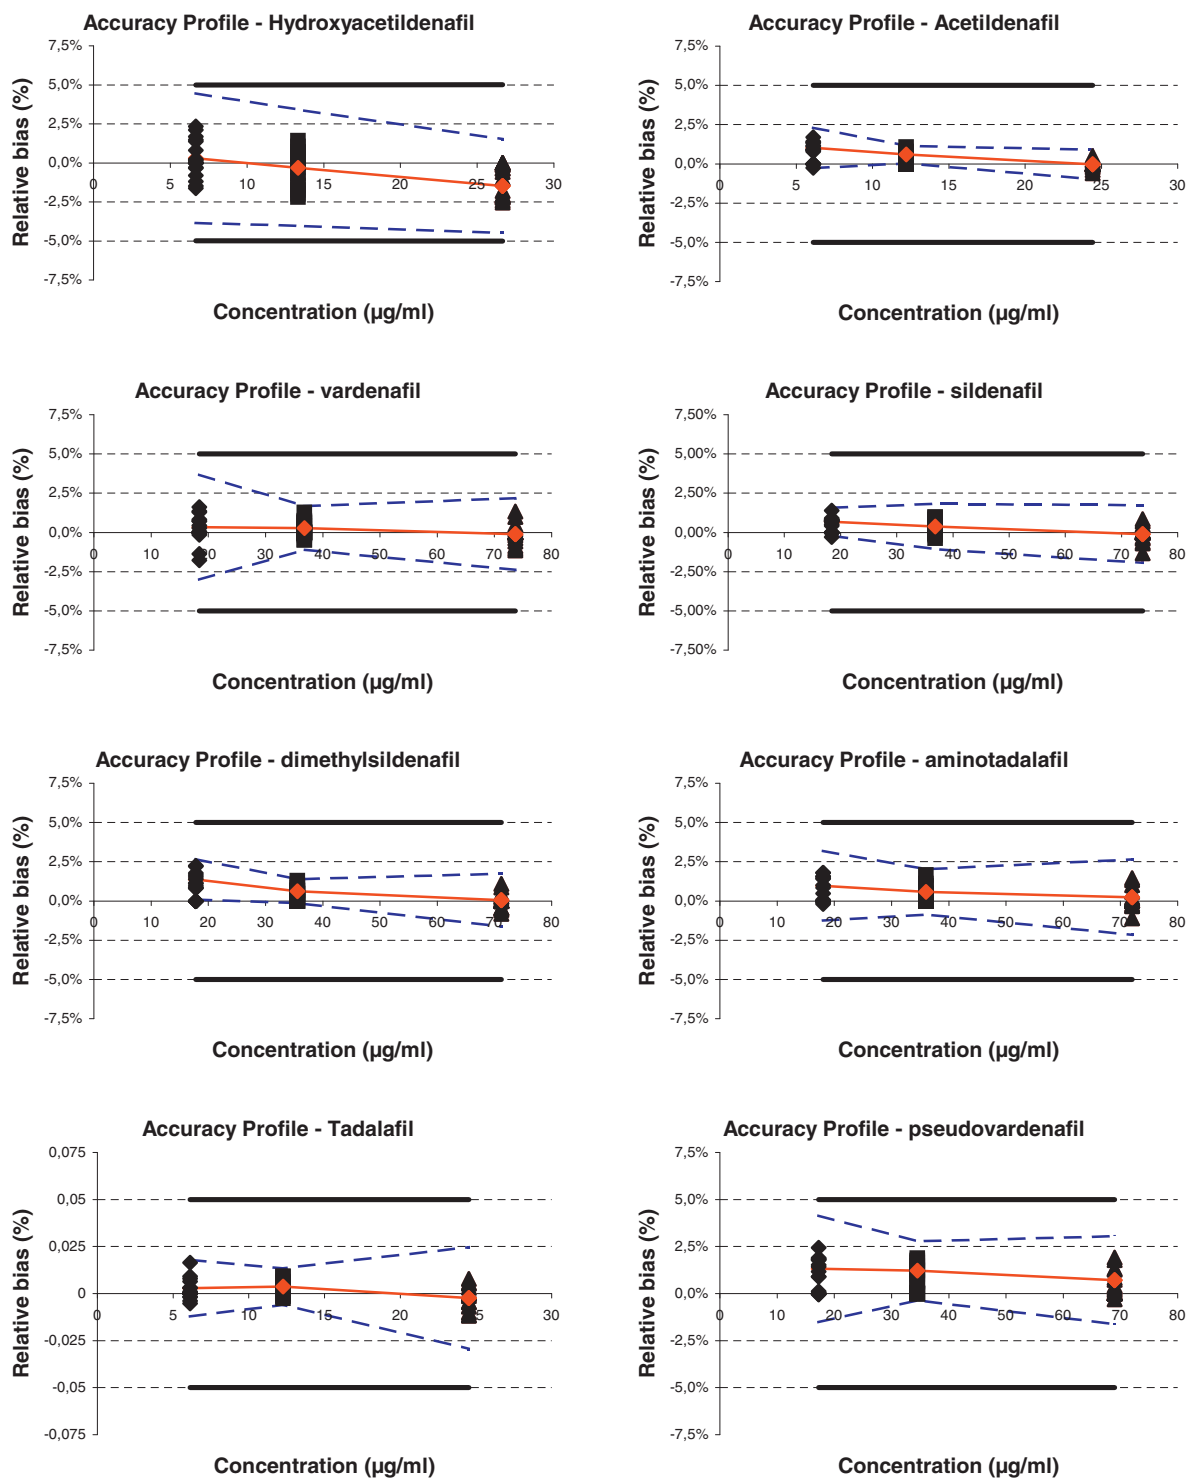 Accuracy Profile - Hydroxyacetildenafil
7,5%
5,0%
2,5%
0,0%
-2,5%
-5,0%
-7,5%
0 5 10 15 20 25 30
Relative bias (%)
Concentration (µg/ml)
Accuracy Profile - Acetildenafil
7,5%
5,0%
2,5%
0,0%
-2,5%
-5,0%
-7,5%
0 5 10 15 20 25 30
Relative bias (%)
Concentration (µg/ml)
Accuracy Profile - vardenafil
7,5%
5,0%
2,5%
0,0%
-2,5%
-5,0%
-7,5%
0 10 20 30 40 50 60 70 80
Relative bias (%)
Concentration (µg/ml)
Accuracy Profile - sildenafil
7,50%
5,00%
2,50%
0,00%
-2,50%
-5,00%
-7,50%
0 10 20 30 40 50 60 70 80
Relative bias (%)
Concentration (µg/ml)
Accuracy Profile - dimethylsildenafil
7,5%
5,0%
2,5%
0,0%
-2,5%
-5,0%
-7,5%
0 10 20 30 40 50 60 70 80
Relative bias (%)
Concentration (µg/ml)
Accuracy Profile - aminotadalafil
7,5%
5,0%
2,5%
0,0%
-2,5%
-5,0%
-7,5%
0 10 20 30 40 50 60 70 80
Relative bias (%)
Concentration (µg/ml)
Accuracy Profile - Tadalafil
0,075
0,05
0,025
0
-0,025
-0,05
-0,075
0 5 10 15 20 25 30
Relative bias (%)
Concentration (µg/ml)
Accuracy Profile - pseudovardenafil
7,5%
5,0%
2,5%
0,0%
-2,5%
-5,0%
-7,5%
0 10 20 30 40 50 60 70 80
Relative bias (%)
Concentration (µg/ml)